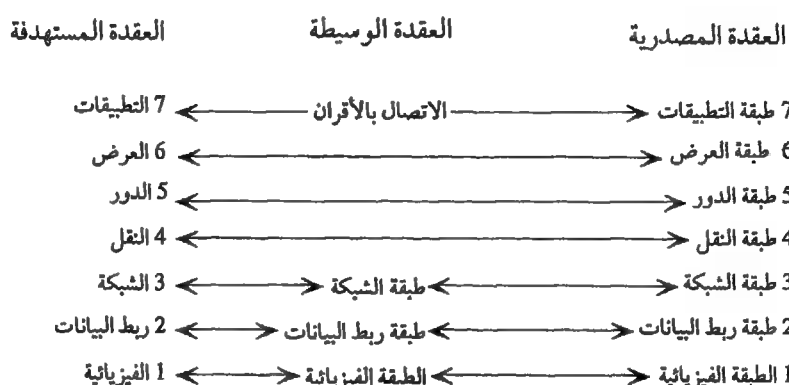 العقدة المصدرية العقدة الوسيطة العقدة المستهدفة
7 طبقة التطبيقات الاتصال بالأقران 7 التطبيقات
6 طبقة العرض 6 العرض
5 طبقة الدور 5 الدور
4 طبقة النقل 4 النقل
3 طبقة الشبكة طبقة الشبكة 3 الشبكة
2 طبقة ربط البيانات طبقة ربط البيانات 2 ربط البيانات
1 الطبقة الفيزيائية الطبقة الفيزيائية 1 الفيزيائية